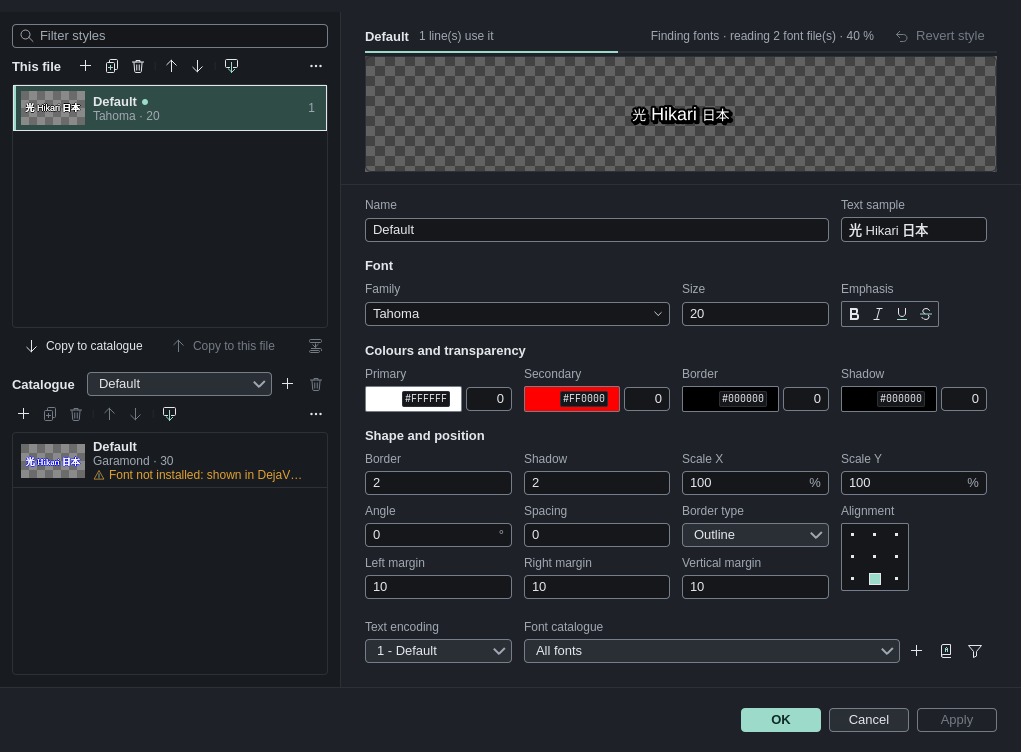 Filter styles
This file
光 Hikari 日本
Default
Tahoma · 20
1
Copy to catalogue
Copy to this file
Catalogue
Default
光 Hikari 日本
Default
Garamond · 30
Font not installed: shown in DejaV…
Default
1 line(s) use it
Finding fonts · reading 2 font file(s) · 40 %
Revert style
光 Hikari 日本
Name
Text sample
Default
光 Hikari 日本
Font
Family
Size
Emphasis
Tahoma
20
B I U S
Colours and transparency
Primary
Secondary
Border
Shadow
#FFFFFF
0
#FF0000
0
#000000
0
#000000
0
Shape and position
Border
Shadow
Scale X
Scale Y
2
2
100 %
100 %
Angle
Spacing
Border type
Alignment
0 °
0
Outline
Left margin
Right margin
Vertical margin
10
10
10
Text encoding
Font catalogue
1 - Default
All fonts
OK
Cancel
Apply